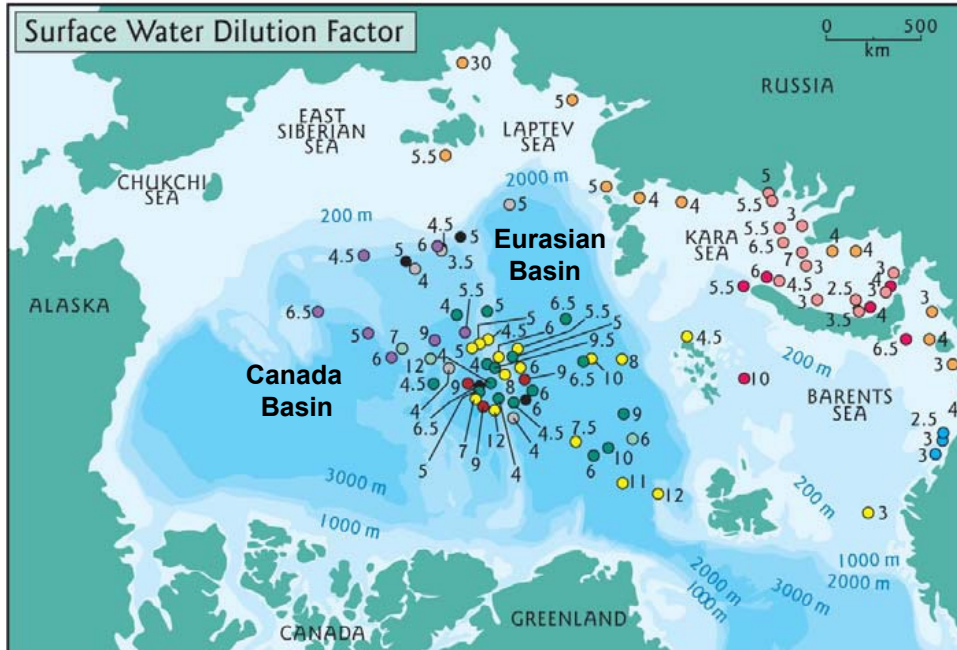 Surface Water Dilution Factor
0 500
km
RUSSIA
30
5
EAST
SIBERIAN
SEA
LAPTEV
SEA
5.5
CHUKCHI
SEA
2000 m
5
4 4
5
5.5
3
5.5
6.5
7
3
4 4
KARA
SEA
200 m
5
4.5
6
5
3.5
4.5
5
4
Eurasian
Basin
6
5.5
4.5
3
2.5
3.5
3
4
3
4
3
4
6.5
3
ALASKA
6.5
4
5
5.5
5
4.5
6
6.5
5.5
5
9.5
4.5
5
7
9
6
12
4.5
4
5
8
6
9
6.5
10
8
200 m
10
Canada
Basin
9
4
6.5
5
7
9
12
4
4
4.5
6
6
BARENTS
SEA
9
7.5
6
10
6
11
12
4
2.5
3
3
3000 m
1000 m
200 m
3
1000 m
2000 m
2000 m
1000 m
3000 m
GREENLAND
CANADA